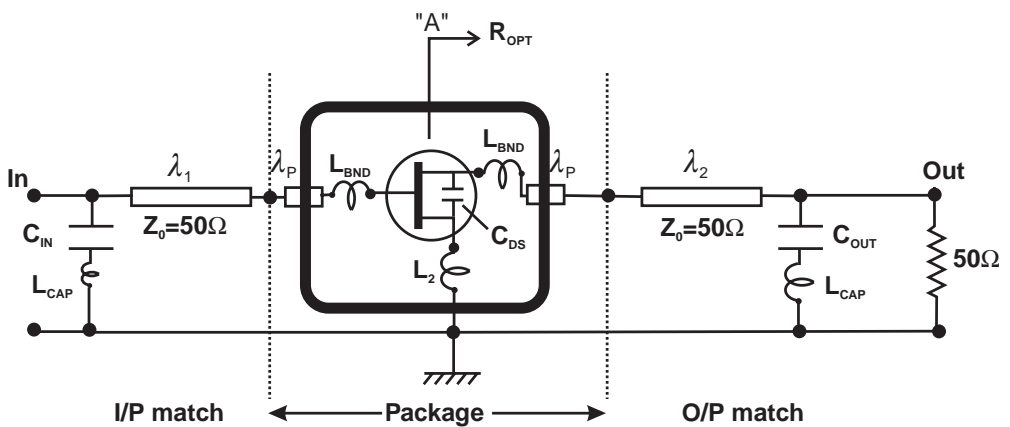 "A"
R_OPT
L_BND
L_BND
λ_1
λ_P
λ_P
λ_2
In
Out
Z_0=50Ω
Z_0=50Ω
C_IN
C_DS
C_OUT
50Ω
L_CAP
L_2
L_CAP
I/P match
Package
O/P match